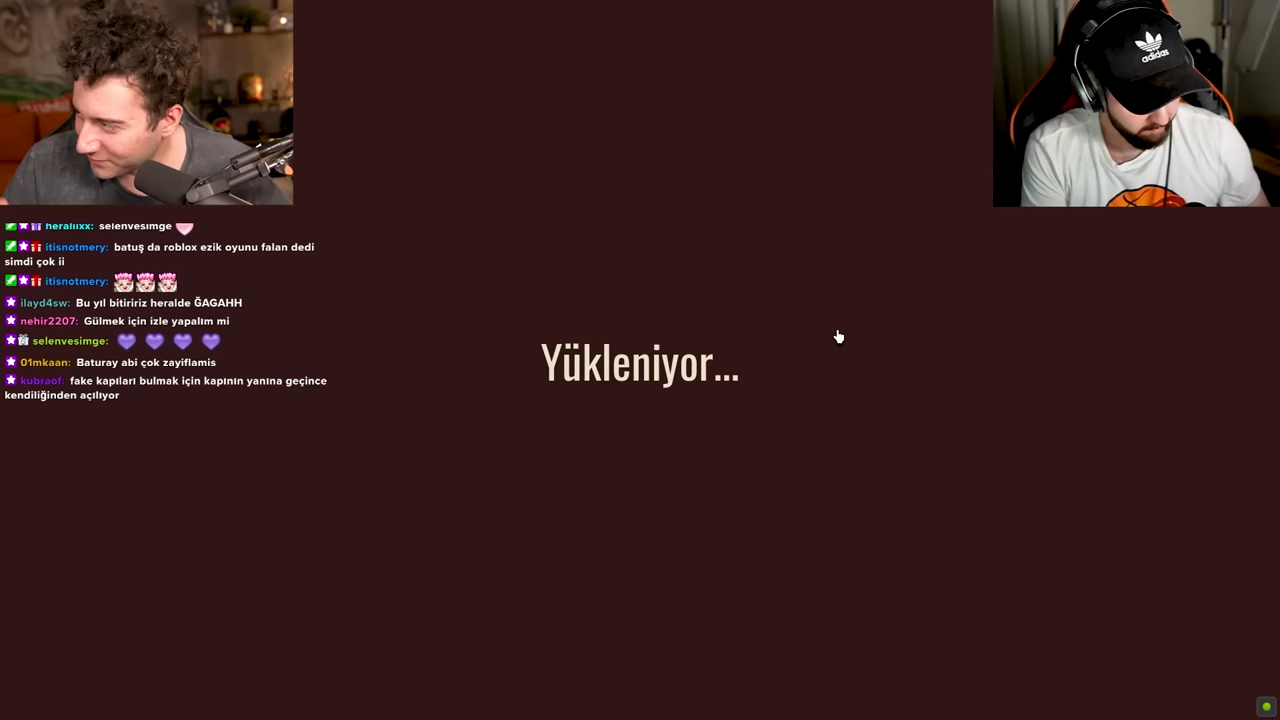 adidas
heraliixx: selenvesimge
itisnotmery: batuş da roblox ezik oyunu falan dedi
simdi çok ii
itisnotmery:
ilayd4sw: Bu yıl bitiririz heralde ĞAGAHH
nehir2207: Gülmek için izle yapalım mi
selenvesimge:
01mkaan: Baturay abi çok zayiflamis
kubraof: fake kapıları bulmak için kapının yanına geçince
kendiliğinden açılıyor
Yükleniyor...